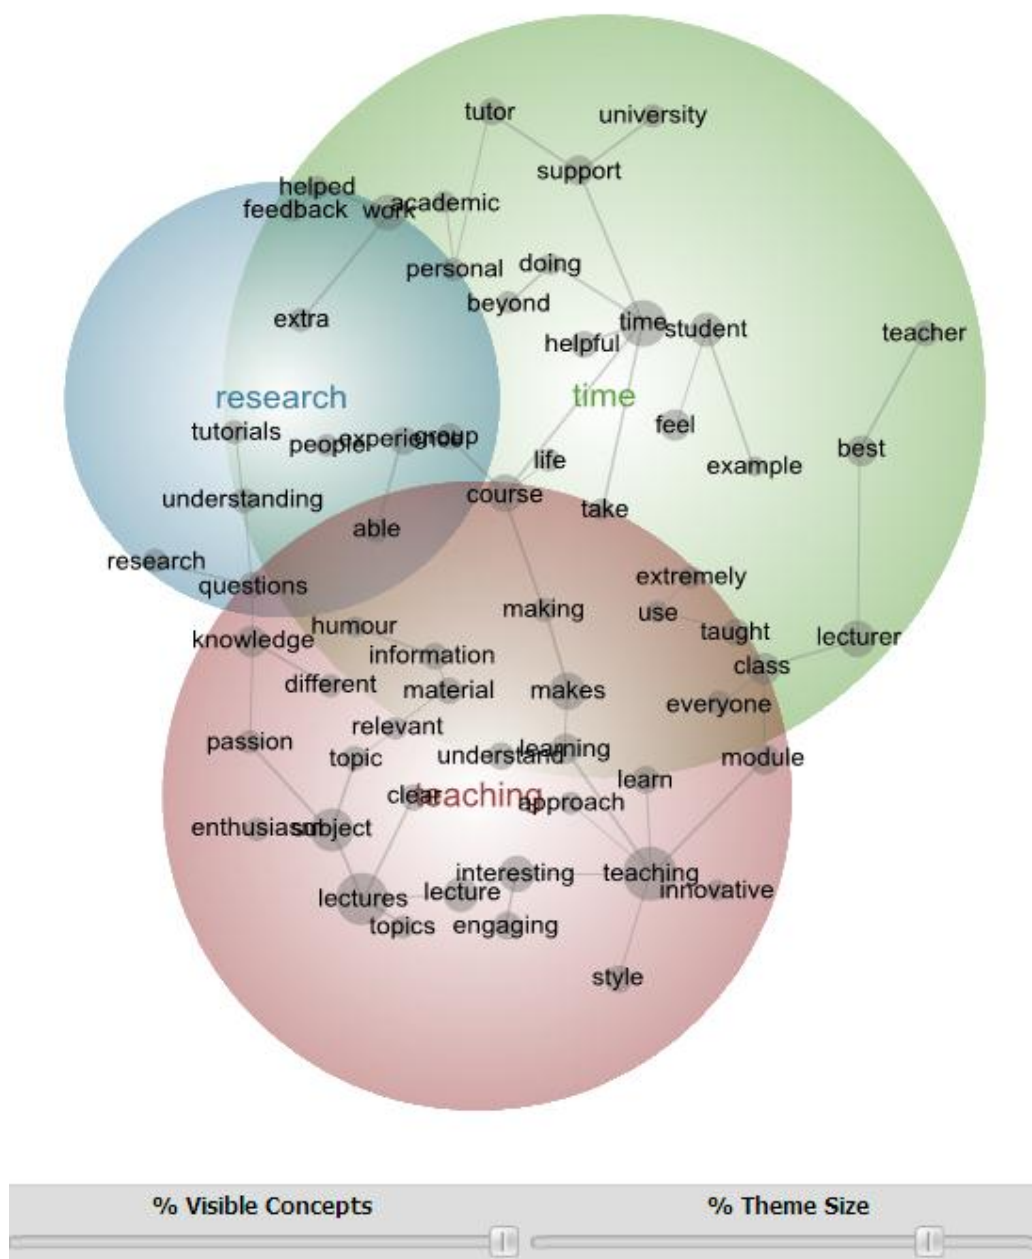 tutor
university
support
helped
feedback
work
academic
personal
doing
beyond
extra
time
student
helpful
teacher
research
time
tutorials
people
experience
group
feel
best
life
example
understanding
course
take
able
research
questions
extremely
making
use
humour
taught
lecturer
knowledge
information
class
different
material
makes
everyone
relevant
passion
learning
understand
topic
module
learn
clear
teaching
approach
enthusiasm
subject
interesting
teaching
lectures
lecture
innovative
topics
engaging
style
% Visible Concepts
% Theme Size